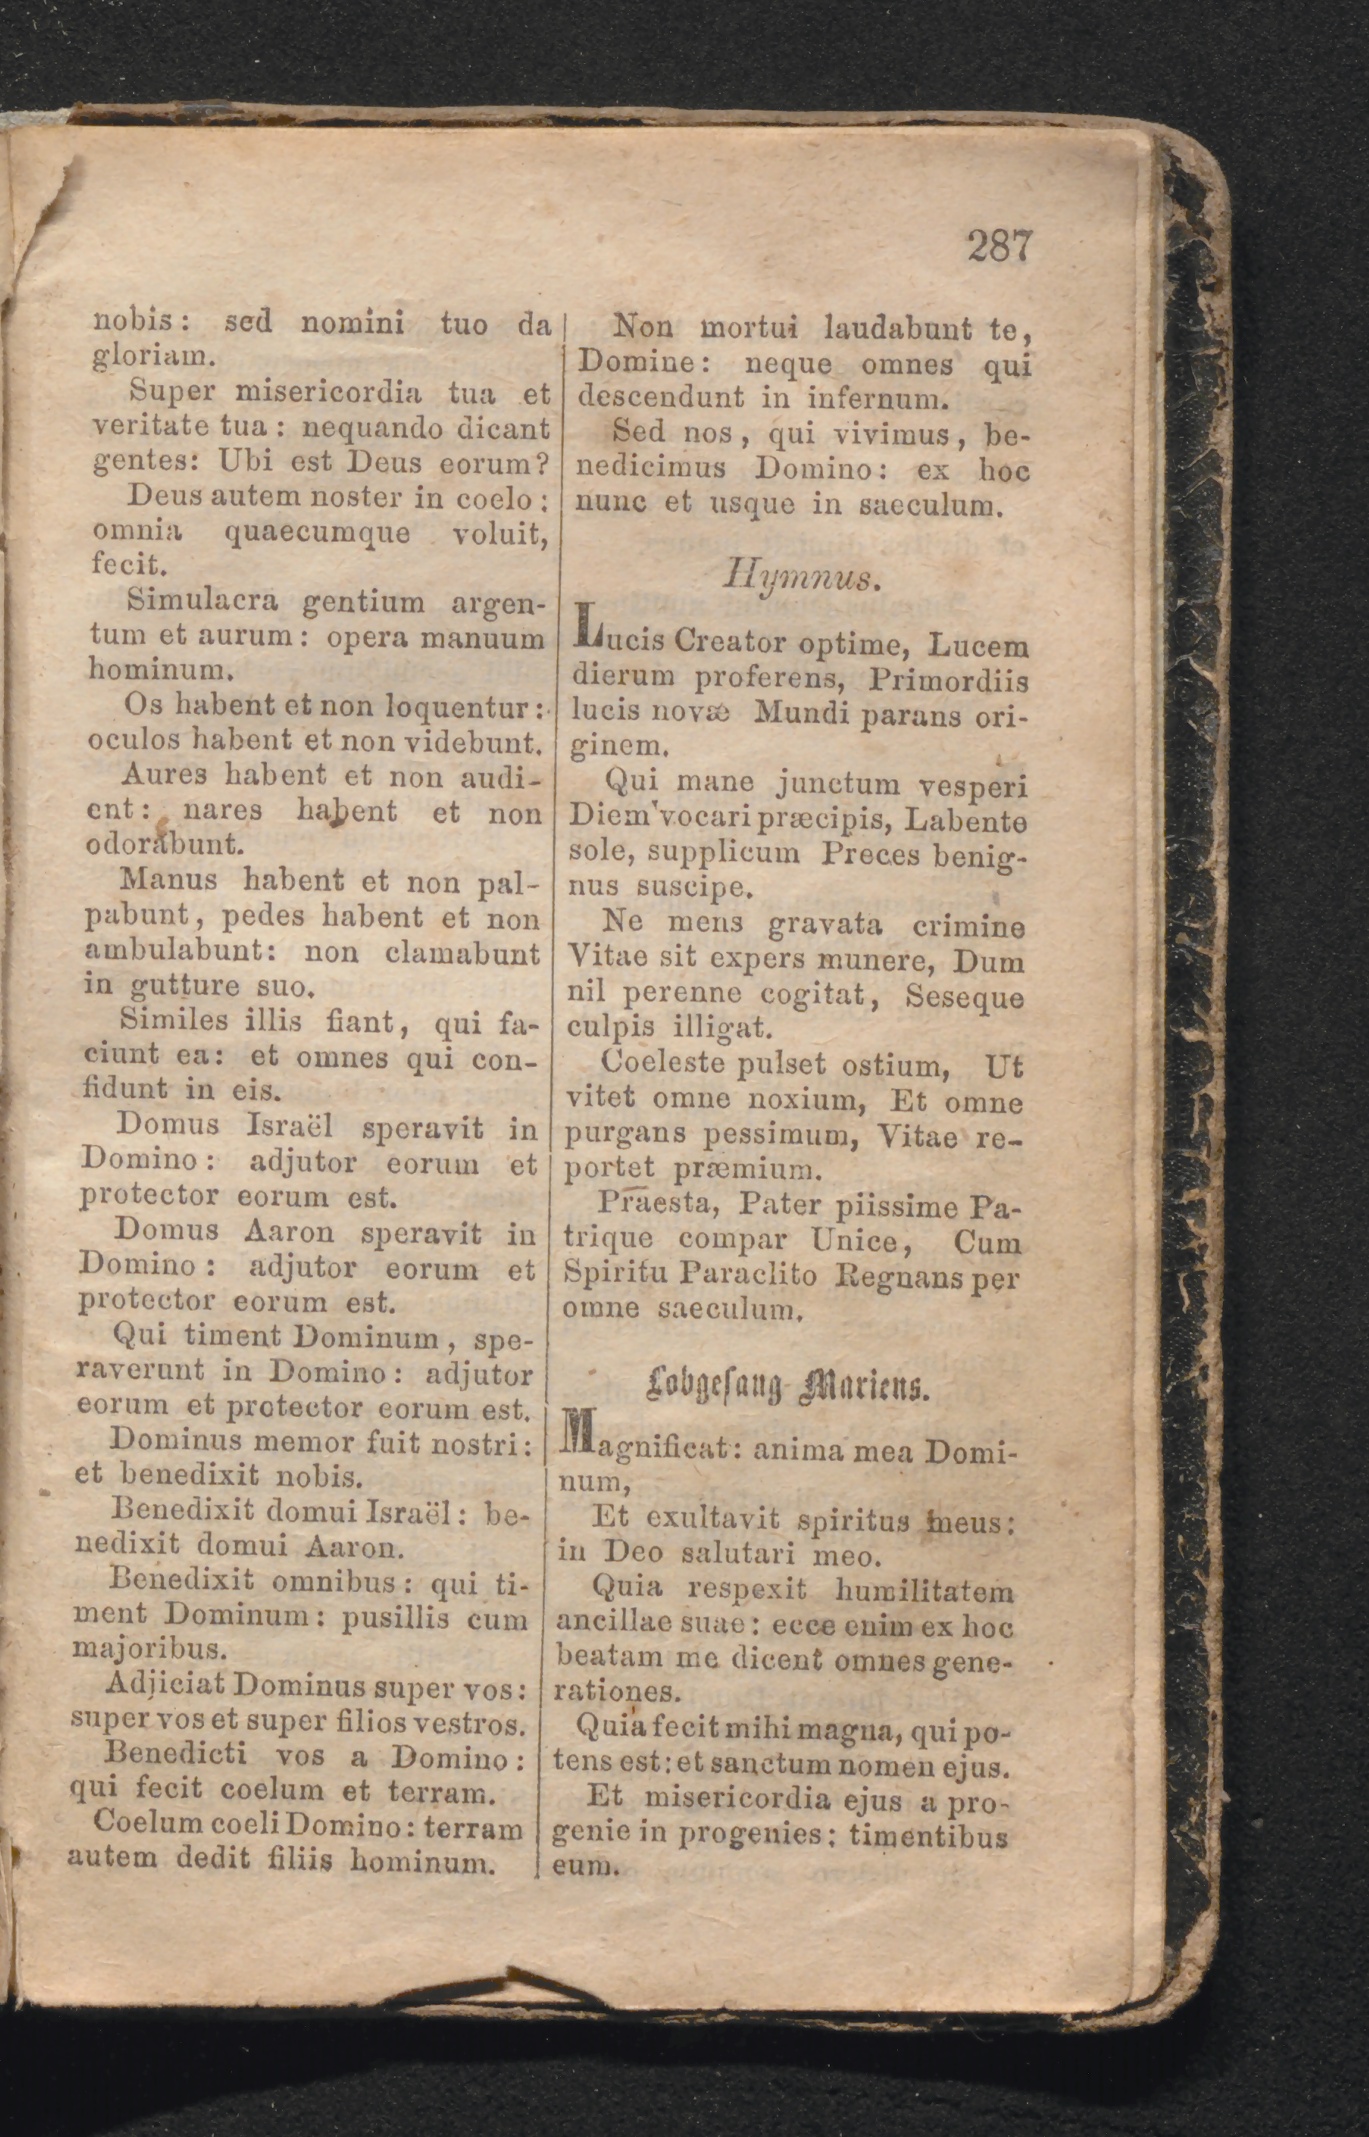 287
nobis: sed nomini tuo da
gloriam.
Super misericordia tua et
veritate tua: nequando dicant
gentes: Ubi est Deus eorum?
Deus autem noster in coelo:
omnia quaecumque voluit,
fecit.
Simulacra gentium argen-
tum et aurum: opera manuum
hominum.
Os habent et non loquentur:
oculos habent et non videbunt.
Aures habent et non audi-
ent: nares habent et non
odorabunt.
Manus habent et non pal-
pabunt, pedes habent et non
ambulabunt: non clamabunt
in gutture suo.
Similes illis fiant, qui fa-
ciunt ea: et omnes qui con-
fidunt in eis.
Domus Israël speravit in
Domino: adjutor eorum et
protector eorum est.
Domus Aaron speravit in
Domino: adjutor eorum et
protector eorum est.
Qui timent Dominum, spe-
raverunt in Domino: adjutor
eorum et protector eorum est.
Dominus memor fuit nostri:
et benedixit nobis.
Benedixit domui Israël: be-
nedixit domui Aaron.
Benedixit omnibus: qui ti-
ment Dominum: pusillis cum
majoribus.
Adjiciat Dominus super vos:
super vos et super filios vestros.
Benedicti vos a Domino:
qui fecit coelum et terram.
Coelum coeli Domino: terram
autem dedit filiis hominum.
Non mortui laudabunt te,
Domine: neque omnes qui
descendunt in infernum.
Sed nos, qui vivimus, be-
nedicimus Domino: ex hoc
nunc et usque in saeculum.
Hymnus.
Lucis Creator optime, Lucem
dierum proferens, Primordiis
lucis novæ Mundi parans ori-
ginem.
Qui mane junctum vesperi
Diem vocari præcipis, Labente
sole, supplicum Preces benig-
nus suscipe.
Ne mens gravata crimine
Vitae sit expers munere, Dum
nil perenne cogitat, Seseque
culpis illigat.
Coeleste pulset ostium, Ut
vitet omne noxium, Et omne
purgans pessimum, Vitae re-
portet præmium.
Praesta, Pater piissime Pa-
trique compar Unice, Cum
Spiritu Paraclito Regnans per
omne saeculum.
Lobgesang Mariens.
Magnificat: anima mea Domi-
num,
Et exultavit spiritus meus:
in Deo salutari meo.
Quia respexit humilitatem
ancillae suae: ecce enim ex hoc
beatam me dicent omnes gene-
rationes.
Quia fecit mihi magna, qui po-
tens est: et sanctum nomen ejus.
Et misericordia ejus a pro-
genie in progenies: timentibus
eum.